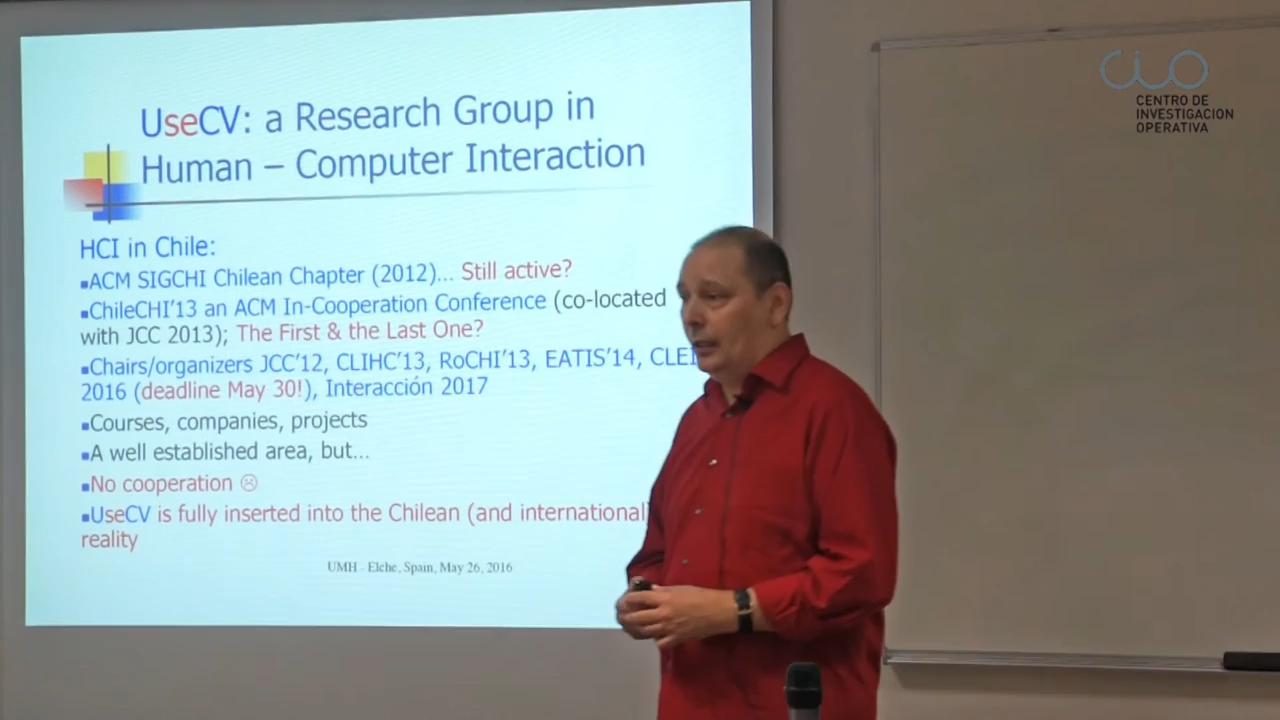 UseCV: a Research Group in
Human – Computer Interaction
HCI in Chile:
▪ACM SIGCHI Chilean Chapter (2012)... Still active?
▪ChileCHI'13 an ACM In-Cooperation Conference (co-located
with JCC 2013); The First & the Last One?
▪Chairs/organizers JCC'12, CLIHC'13, RoCHI'13, EATIS'14, CLEI
2016 (deadline May 30!), Interacción 2017
▪Courses, companies, projects
▪A well established area, but...
▪No cooperation ☹
▪UseCV is fully inserted into the Chilean (and international)
reality
UMH - Elche, Spain, May 26, 2016
CIO
CENTRO DE
INVESTIGACION
OPERATIVA